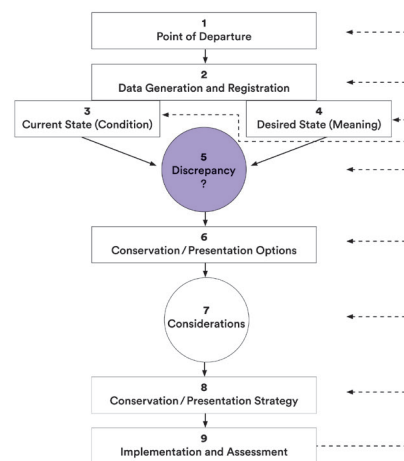 1
Point of Departure
2
Data Generation and Registration
3
Current State (Condition)
4
Desired State (Meaning)
5
Discrepancy
?
6
Conservation / Presentation Options
7
Considerations
8
Conservation / Presentation Strategy
9
Implementation and Assessment